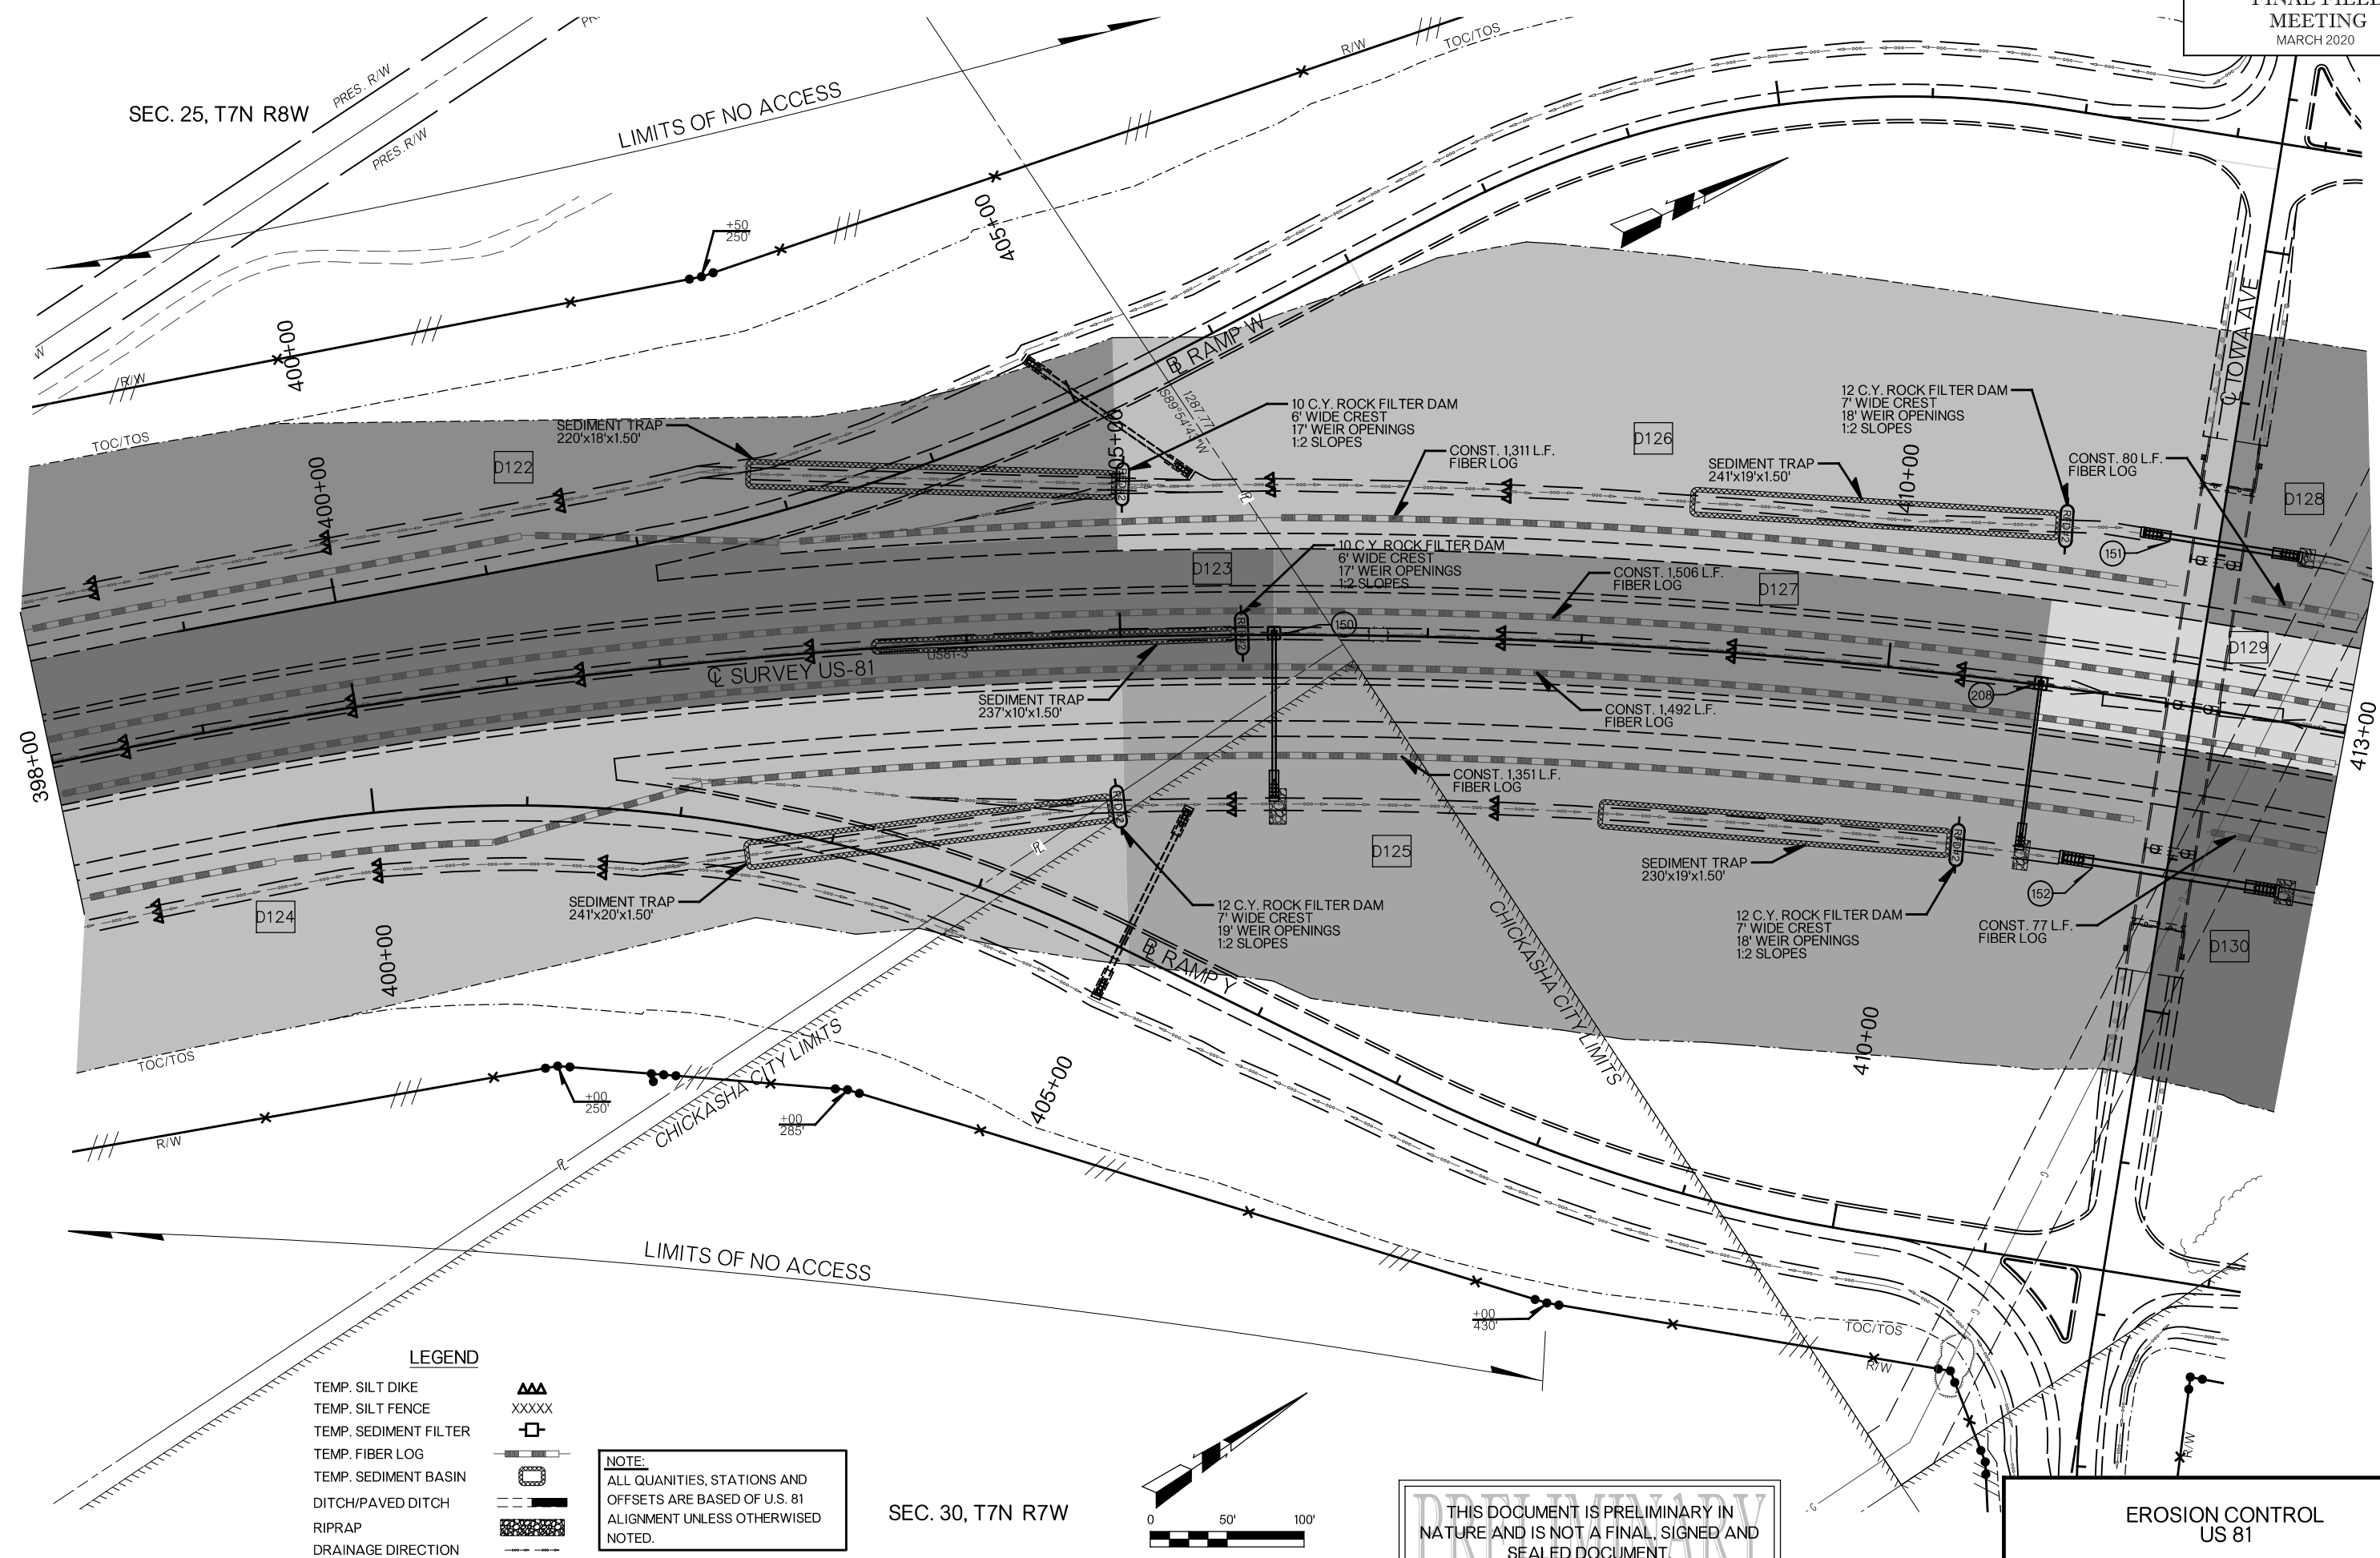 MEETING
MARCH 2020
SEC. 25, T7N R8W
PRES. R/W
PRES. R/W
LIMITS OF NO ACCESS
R/W
TOC/TOS
+50
250'
405+00
400+00
R/W
TOC/TOS
℄ IOWA AVE
B̵L RAMP W
1287.77'
SEDIMENT TRAP
220'x18'x1.50'
D122
400+00
405+00
10 C.Y. ROCK FILTER DAM
6' WIDE CREST
17' WEIR OPENINGS
1:2 SLOPES
CONST. 1,311 L.F.
FIBER LOG
D126
SEDIMENT TRAP
241'x19'x1.50'
12 C.Y. ROCK FILTER DAM
7' WIDE CREST
18' WEIR OPENINGS
1:2 SLOPES
410+00
CONST. 80 L.F.
FIBER LOG
D128
RFD#2
151
D123
10 C.Y. ROCK FILTER DAM
6' WIDE CREST
17' WEIR OPENINGS
1:2 SLOPES
CONST. 1,506 L.F.
FIBER LOG
D127
150
D129
US81-3
℄ SURVEY US-81
SEDIMENT TRAP
237'x10'x1.50'
CONST. 1,492 L.F.
FIBER LOG
208
398+00
413+00
CONST. 1,351 L.F.
FIBER LOG
D125
SEDIMENT TRAP
230'x19'x1.50'
RFD#2
152
SEDIMENT TRAP
241'x20'x1.50'
D124
12 C.Y. ROCK FILTER DAM
7' WIDE CREST
19' WEIR OPENINGS
1:2 SLOPES
12 C.Y. ROCK FILTER DAM
7' WIDE CREST
18' WEIR OPENINGS
1:2 SLOPES
CONST. 77 L.F.
FIBER LOG
D130
400+00
B̵L RAMP Y
CHICKASHA CITY LIMITS
CHICKASHA CITY LIMITS
410+00
405+00
TOC/TOS
R/W
+00
250'
+00
285'
LIMITS OF NO ACCESS
+00
430'
TOC/TOS
R/W
R/W
LEGEND
TEMP. SILT DIKE
TEMP. SILT FENCE XXXXX
TEMP. SEDIMENT FILTER
TEMP. FIBER LOG
TEMP. SEDIMENT BASIN
DITCH/PAVED DITCH
RIPRAP
DRAINAGE DIRECTION
NOTE:
ALL QUANITIES, STATIONS AND
OFFSETS ARE BASED OF U.S. 81
ALIGNMENT UNLESS OTHERWISED
NOTED.
SEC. 30, T7N R7W
0 50' 100'
PRELIMINARY
THIS DOCUMENT IS PRELIMINARY IN
NATURE AND IS NOT A FINAL, SIGNED AND
SEALED DOCUMENT.
EROSION CONTROL
US 81